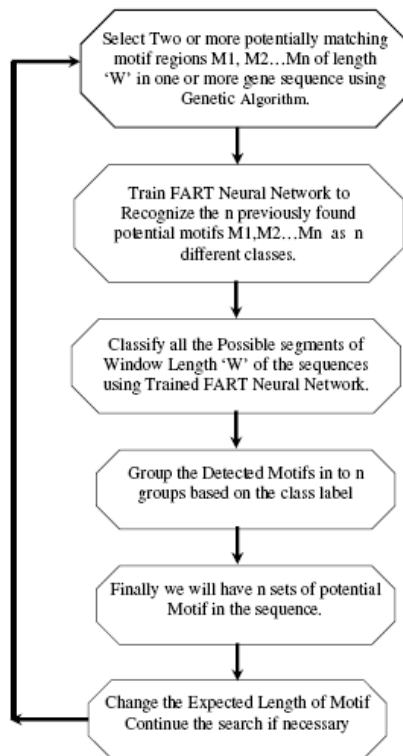 Select Two or more potentially matching
motif regions M1, M2...Mn of length
'W' in one or more gene sequence using
Genetic Algorithm.
Train FART Neural Network to
Recognize the n previously found
potential motifs M1,M2...Mn as n
different classes.
Classify all the Possible segments of
Window Length 'W' of the sequences
using Trained FART Neural Network.
Group the Detected Motifs in to n
groups based on the class label
Finally we will have n sets of potential
Motif in the sequence.
Change the Expected Length of Motif
Continue the search if necessary